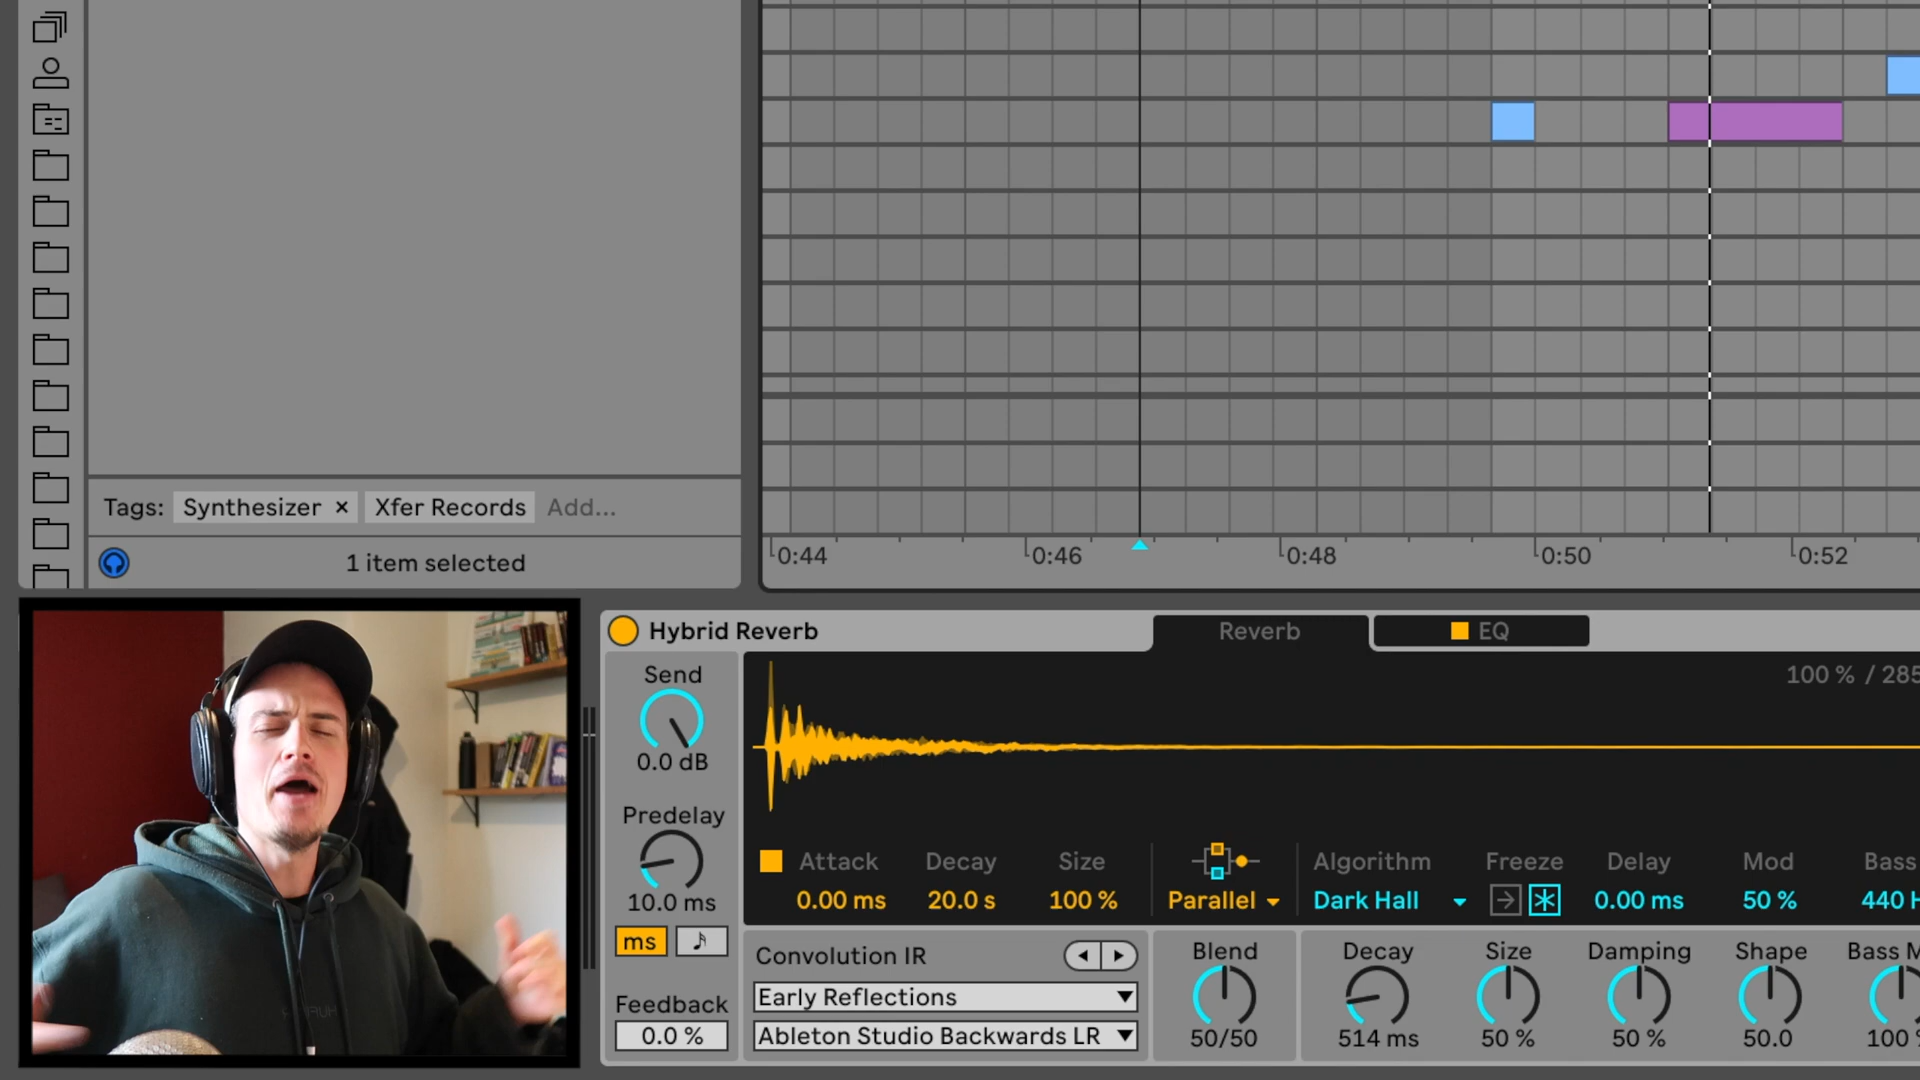 Tags: Synthesizer × Xfer Records Add...
1 item selected
0:44 0:46 0:48 0:50 0:52
Hybrid Reverb Reverb EQ
Send
0.0 dB
Predelay
10.0 ms
ms
Feedback
0.0 %
100 % / 285
Attack Decay Size Algorithm Freeze Delay Mod Bass
0.00 ms 20.0 s 100 % Parallel Dark Hall 0.00 ms 50 % 440 H
Convolution IR
Early Reflections
Ableton Studio Backwards LR
Blend
50/50
Decay Size Damping Shape Bass M
514 ms 50 % 50 % 50.0 100